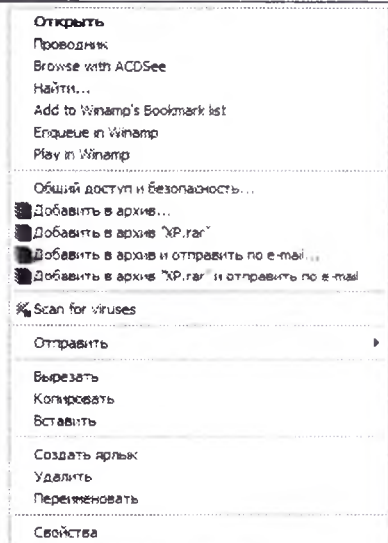 Открыть
Проводник
Browse with ACDSee
Найти...
Add to Winamp's Bookmark list
Enqueue in Winamp
Play in Winamp
Общий доступ и безопасность...
Добавить в архив...
Добавить в архив "XP.rar"
Добавить в архив и отправить по e-mail...
Добавить в архив "XP.rar" и отправить по e-mail
Scan for viruses
Отправить
Вырезать
Копировать
Вставить
Создать ярлык
Удалить
Переименовать
Свойства